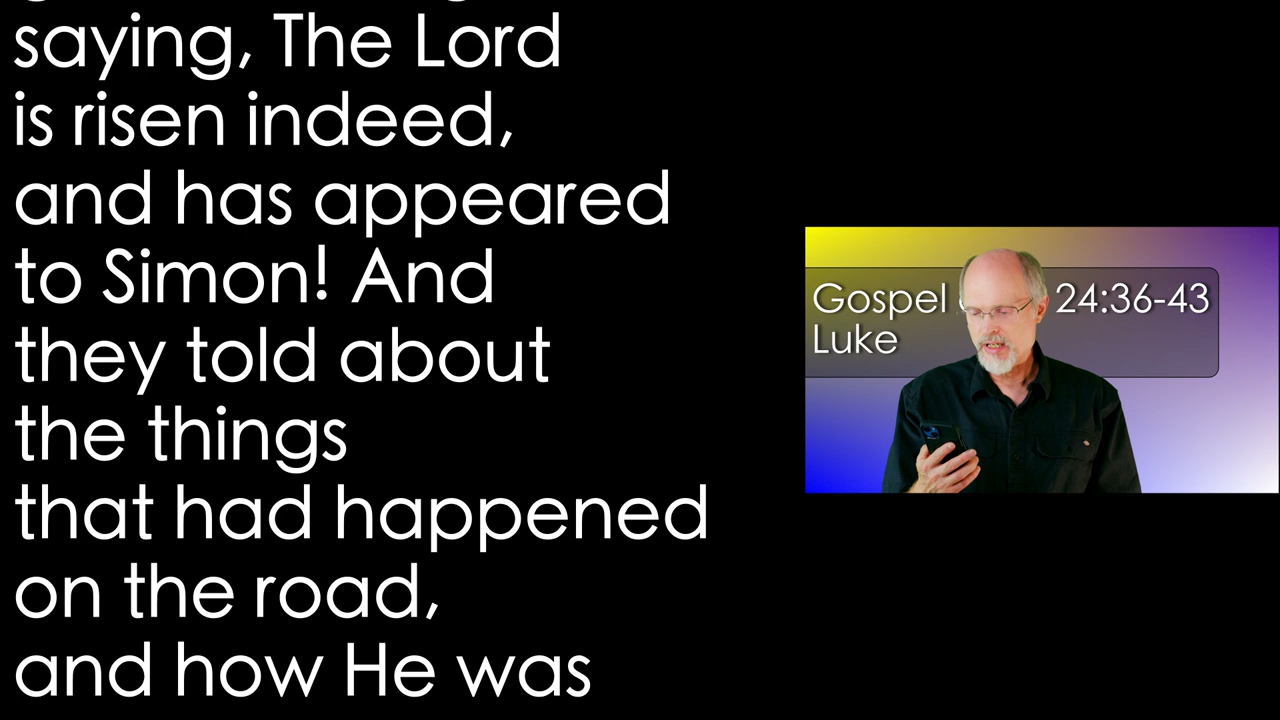 saying, The Lord
is risen indeed,
and has appeared
to Simon! And
they told about
the things
that had happened
on the road,
and how He was
Gospel 24:36-43
Luke